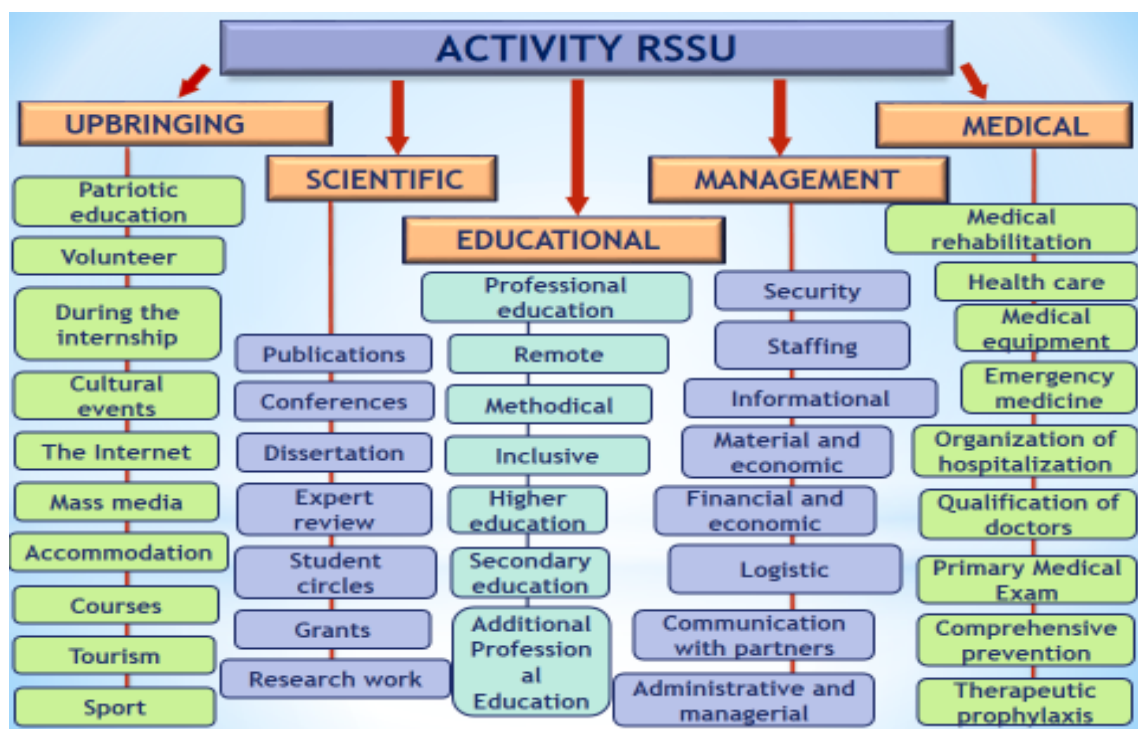 ACTIVITY RSSU
UPBRINGING
Patriotic
education
Volunteer
During the
internship
Cultural
events
The Internet
Mass media
Accommodation
Courses
Tourism
Sport
SCIENTIFIC
Publications
Conferences
Dissertation
Expert
review
Student
circles
Grants
Research work
EDUCATIONAL
Professional
education
Remote
Methodical
Inclusive
Higher
education
Secondary
education
Additional
Profession
al
Education
MANAGEMENT
Security
Staffing
Informational
Material and
economic
Financial and
economic
Logistic
Communication
with partners
Administrative and
managerial
MEDICAL
Medical
rehabilitation
Health care
Medical
equipment
Emergency
medicine
Organization of
hospitalization
Qualification of
doctors
Primary Medical
Exam
Comprehensive
prevention
Therapeutic
prophylaxis